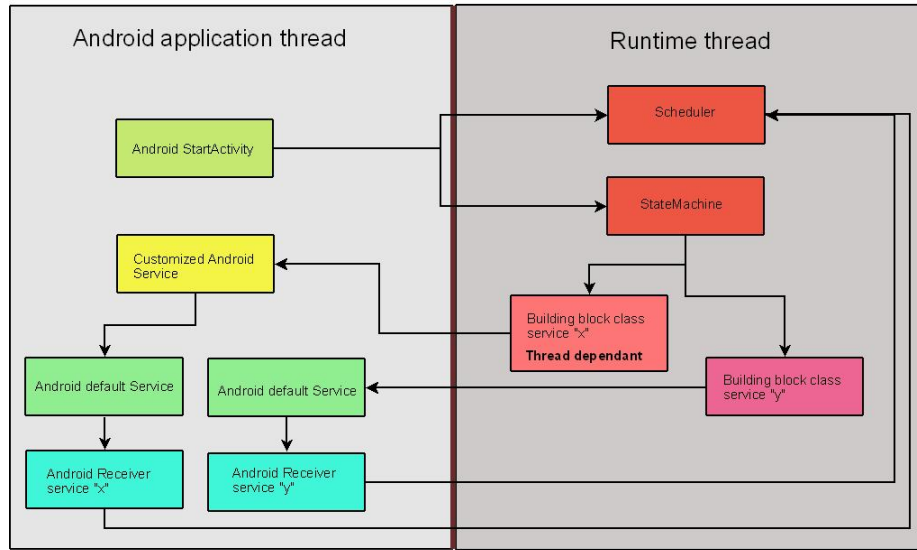 Android application thread
Runtime thread
Scheduler
Android StartActivity
StateMachine
Customized Android
Service
Building block class
service "x"
Thread dependant
Android default Service
Android default Service
Building block class
service "y"
Android Receiver
service "x"
Android Receiver
service "y"